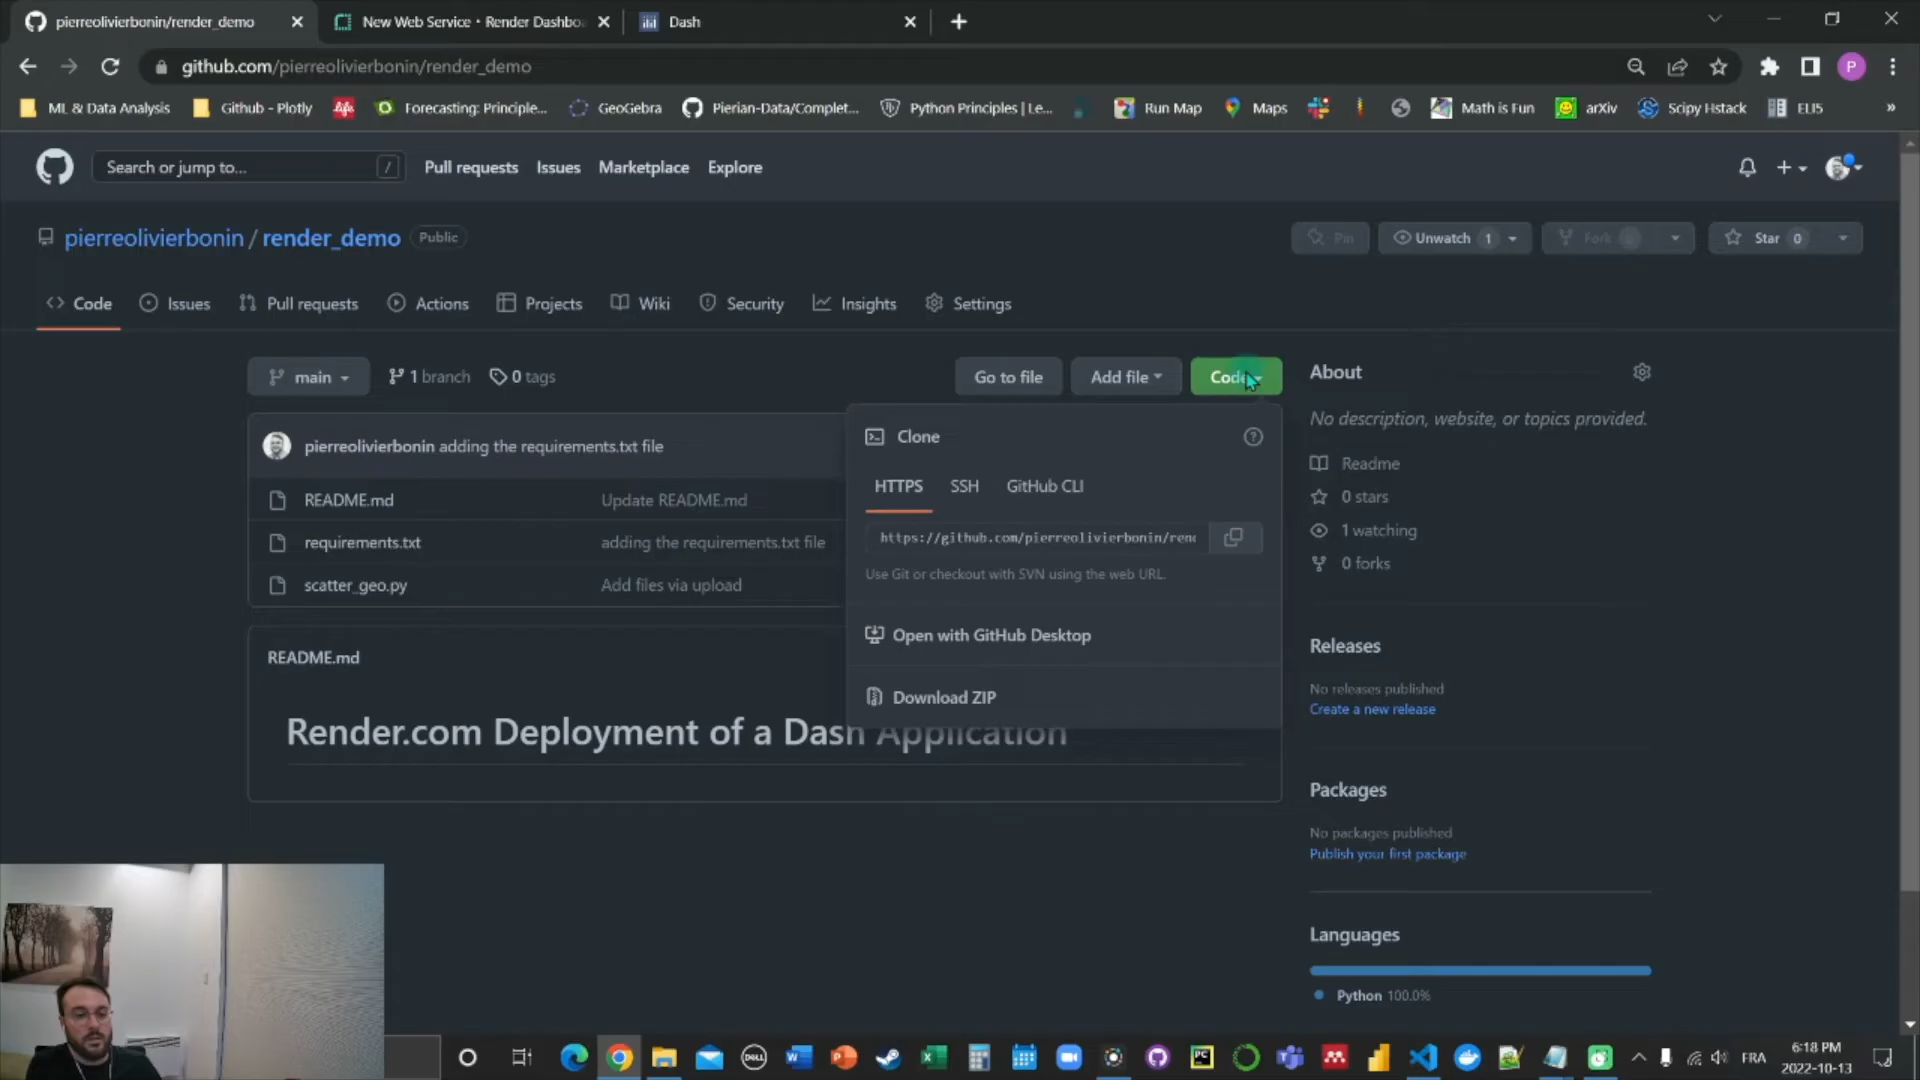 pierreolivierbonin/render_demo
New Web Service • Render Dashbo
Dash
github.com/pierreolivierbonin/render_demo
P
ML & Data Analysis
Github - Plotly
Forecasting: Principle...
GeoGebra
Pierian-Data/Complet...
Python Principles | Le...
Run Map
Maps
Math is Fun
arXiv
Scipy Hstack
ELI5
»
Search or jump to...
/
Pull requests
Issues
Marketplace
Explore
pierreolivierbonin / render_demo
Public
Pin
Unwatch 1
Fork
Star 0
Code
Issues
Pull requests
Actions
Projects
Wiki
Security
Insights
Settings
main
1 branch
0 tags
Go to file
Add file
Code
pierreolivierbonin adding the requirements.txt file
README.md
Update README.md
requirements.txt
adding the requirements.txt file
scatter_geo.py
Add files via upload
Clone
HTTPS
SSH
GitHub CLI
https://github.com/pierreolivierbonin/ren
Use Git or checkout with SVN using the web URL.
Open with GitHub Desktop
Download ZIP
README.md
Render.com Deployment of a Dash Application
About
No description, website, or topics provided.
Readme
0 stars
1 watching
0 forks
Releases
No releases published
Create a new release
Packages
No packages published
Publish your first package
Languages
Python 100.0%
DELL
PC
FRA
6:18 PM
2022-10-13